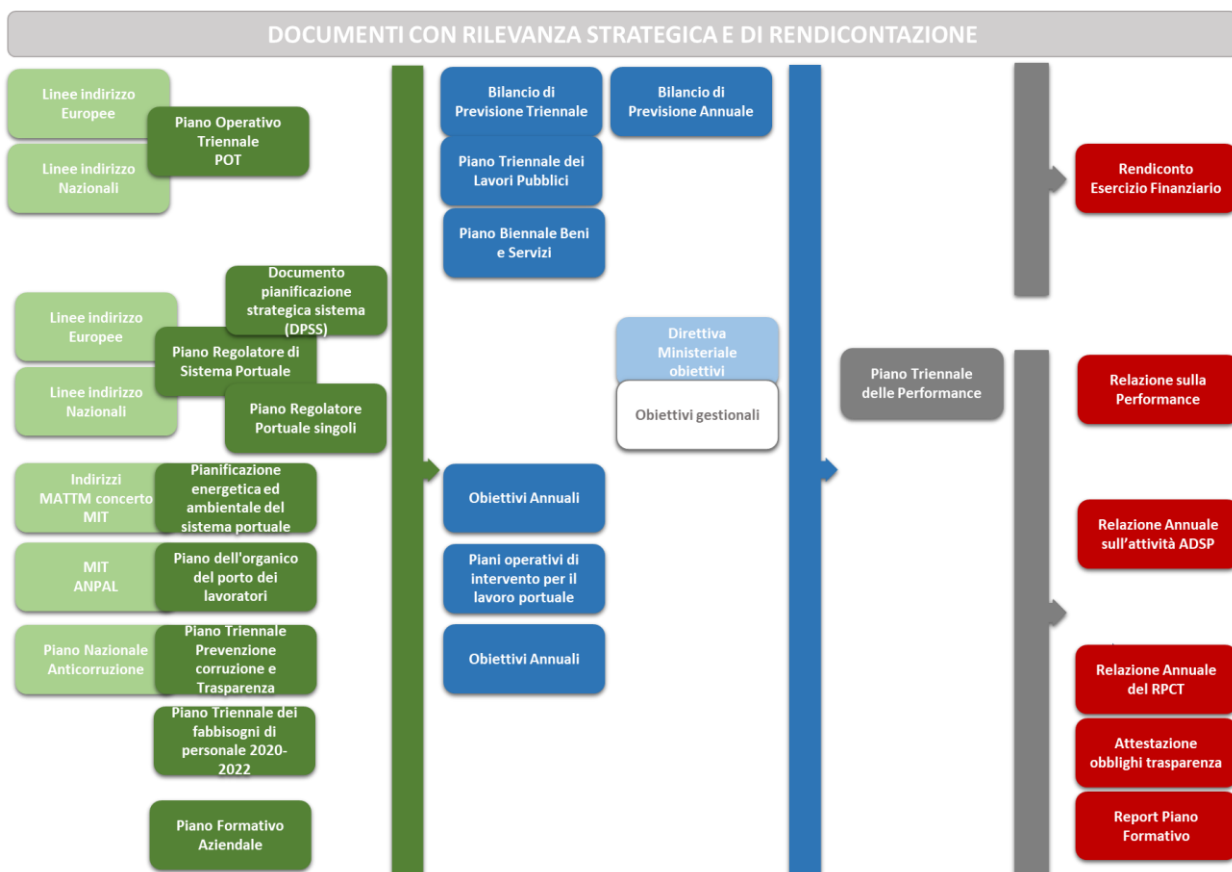 DOCUMENTI CON RILEVANZA STRATEGICA E DI RENDICONTAZIONE
Linee indirizzo
Europee
Piano Operativo
Triennale
POT
Linee indirizzo
Nazionali
Documento
pianificazione
strategica sistema
(DPSS)
Linee indirizzo
Europee
Piano Regolatore di
Sistema Portuale
Linee indirizzo
Nazionali
Piano Regolatore
Portuale singoli
Indirizzi
MATTM concerto
MIT
Pianificazione
energetica ed
ambientale del
sistema portuale
MIT
ANPAL
Piano dell'organico
del porto dei
lavoratori
Piano Nazionale
Anticorruzione
Piano Triennale
Prevenzione
corruzione e
Trasparenza
Piano Triennale dei
fabbisogni di
personale 2020-
2022
Piano Formativo
Aziendale
Bilancio di
Previsione Triennale
Bilancio di
Previsione Annuale
Piano Triennale dei
Lavori Pubblici
Piano Biennale Beni
e Servizi
Direttiva
Ministeriale
obiettivi
Obiettivi gestionali
Obiettivi Annuali
Piani operativi di
intervento per il
lavoro portuale
Obiettivi Annuali
Piano Triennale
delle Performance
Rendiconto
Esercizio Finanziario
Relazione sulla
Performance
Relazione Annuale
sull’attività ADSP
Relazione Annuale
del RPCT
Attestazione
obblighi trasparenza
Report Piano
Formativo